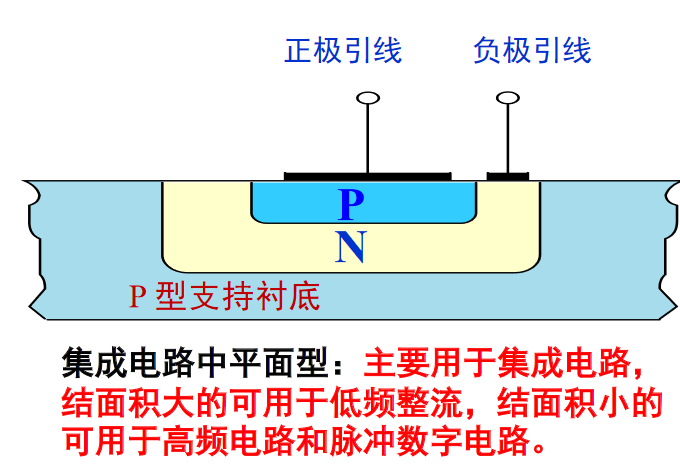 正极引线 负极引线
P
N
P 型支持衬底
集成电路中平面型：主要用于集成电路，
结面积大的可用于低频整流，结面积小的
可用于高频电路和脉冲数字电路。